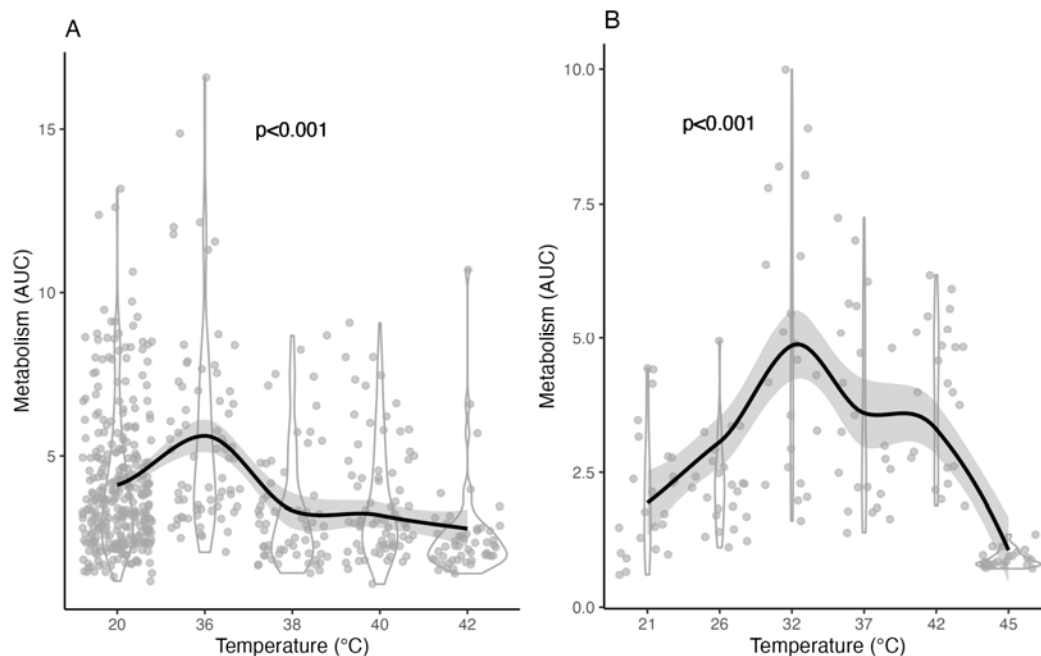 A
p<0.001
Metabolism (AUC)
15
10
5
20 36 38 40 42
Temperature (°C)
B
p<0.001
Metabolism (AUC)
10.0
7.5
5.0
2.5
0.0
21 26 32 37 42 45
Temperature (°C)